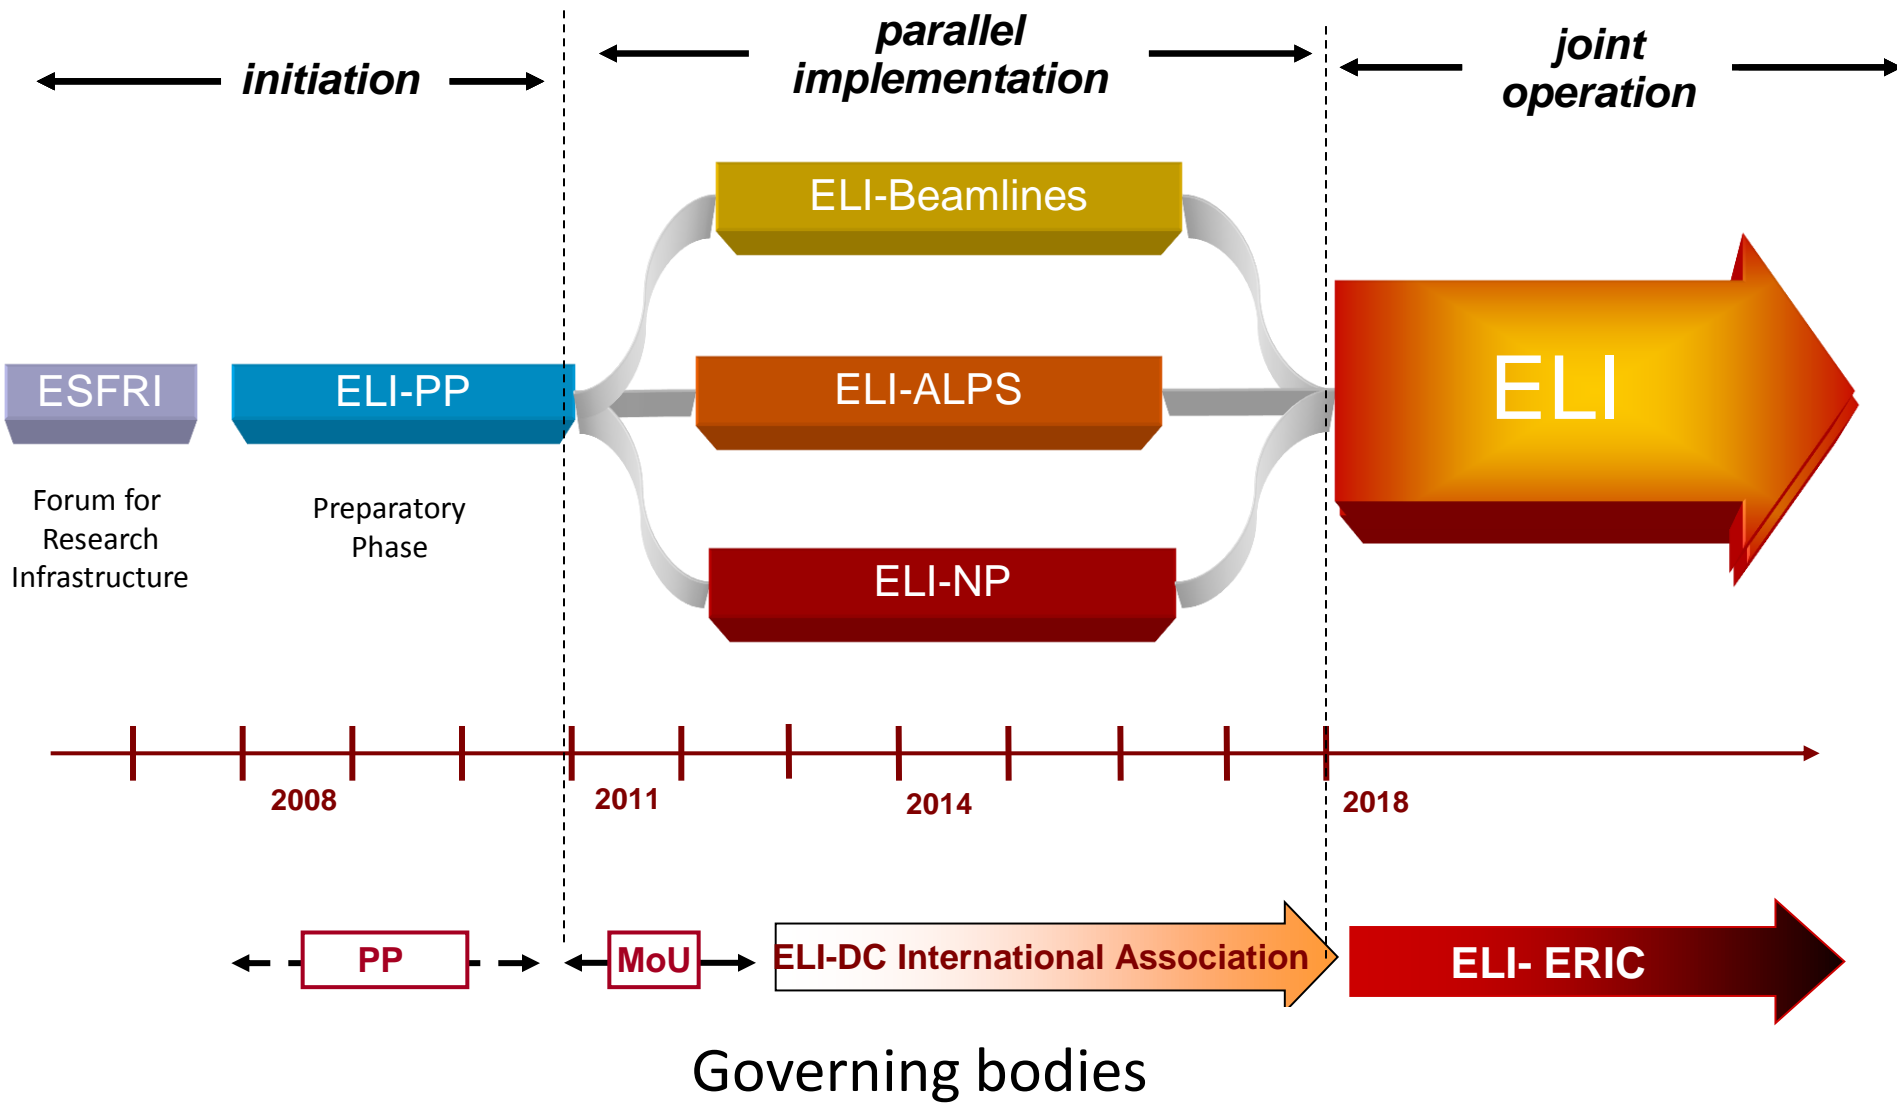 initiation
parallel
implementation
joint
operation
ELI-Beamlines
ESFRI
ELI-PP
ELI-ALPS
ELI
Forum for
Research
Infrastructure
Preparatory
Phase
ELI-NP
2008
2011
2014
2018
PP
MoU
ELI-DC International Association
ELI- ERIC
Governing bodies